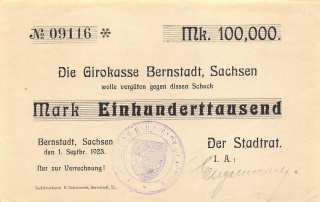 № 09116 * Mk. 100,000.
Die Girokasse Bernstadt, Sachsen
wolle vergüten gegen diesen Scheck
Mark Einhunderttausend
Bernstadt, Sachsen Der Stadtrat.
den 1. Septbr. 1923. I. A.:
Nur zur Verrechnung!